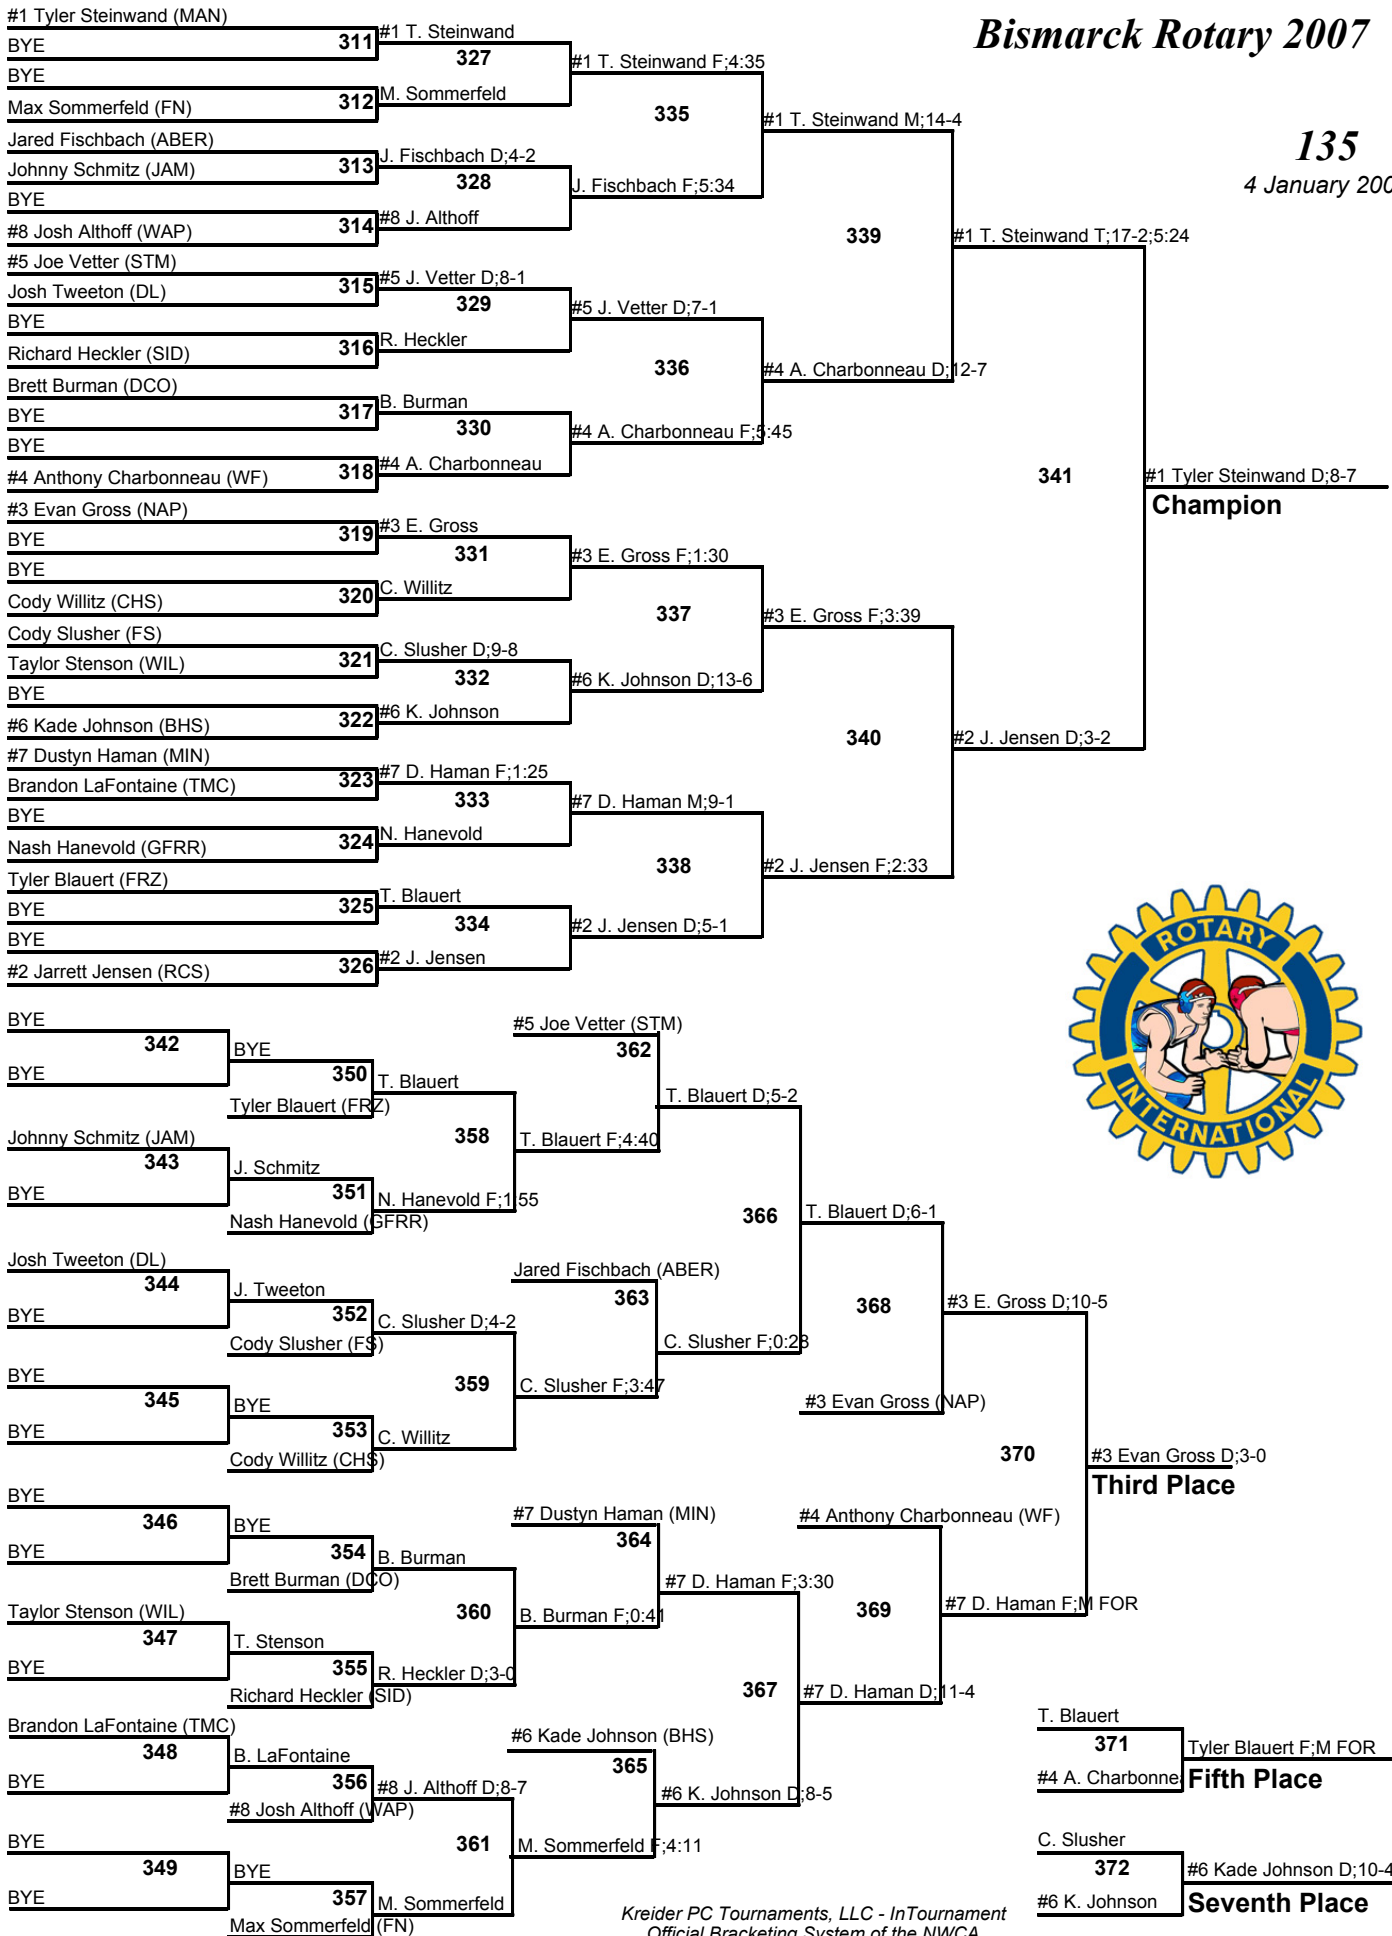 Bismarck Rotary 2007
135
4 January 200
#1 Tyler Steinwand (MAN)
BYE
311
BYE
Max Sommerfeld (FN)
312
Jared Fischbach (ABER)
Johnny Schmitz (JAM)
313
BYE
#8 Josh Althoff (WAP)
314
#5 Joe Vetter (STM)
Josh Tweeton (DL)
315
BYE
Richard Heckler (SID)
316
Brett Burman (DCO)
BYE
317
BYE
#4 Anthony Charbonneau (WF)
318
#3 Evan Gross (NAP)
BYE
319
BYE
Cody Willitz (CHS)
320
Cody Slusher (FS)
Taylor Stenson (WIL)
321
BYE
#6 Kade Johnson (BHS)
322
#7 Dustyn Haman (MIN)
Brandon LaFontaine (TMC)
323
BYE
Nash Hanevold (GFRR)
324
Tyler Blauert (FRZ)
BYE
325
BYE
#2 Jarrett Jensen (RCS)
326
#1 T. Steinwand
327
M. Sommerfeld
J. Fischbach D;4-2
328
#8 J. Althoff
#5 J. Vetter D;8-1
329
R. Heckler
B. Burman
330
#4 A. Charbonneau
#3 E. Gross
331
C. Willitz
C. Slusher D;9-8
332
#6 K. Johnson
#7 D. Haman F;1:25
333
N. Hanevold
T. Blauert
334
#2 J. Jensen
#1 T. Steinwand F;4:35
335
J. Fischbach F;5:34
#5 J. Vetter D;7-1
336
#4 A. Charbonneau F;5:45
#3 E. Gross F;1:30
337
#6 K. Johnson D;13-6
#7 D. Haman M;9-1
338
#2 J. Jensen D;5-1
#1 T. Steinwand M;14-4
339
#4 A. Charbonneau D;12-7
#3 E. Gross F;3:39
340
#2 J. Jensen F;2:33
#1 T. Steinwand T;17-2;5:24
341
#2 J. Jensen D;3-2
#1 Tyler Steinwand D;8-7
Champion
ROTARY
INTERNATIONAL
BYE
342
BYE
Johnny Schmitz (JAM)
343
BYE
Josh Tweeton (DL)
344
BYE
BYE
345
BYE
BYE
346
BYE
Taylor Stenson (WIL)
347
BYE
Brandon LaFontaine (TMC)
348
BYE
BYE
349
BYE
BYE
350
Tyler Blauert (FRZ)
J. Schmitz
351
Nash Hanevold (GFRR)
J. Tweeton
352
Cody Slusher (FS)
BYE
353
Cody Willitz (CHS)
BYE
354
Brett Burman (DCO)
T. Stenson
355
Richard Heckler (SID)
B. LaFontaine
356
#8 Josh Althoff (WAP)
BYE
357
Max Sommerfeld (FN)
T. Blauert
358
N. Hanevold F;1:55
C. Slusher D;4-2
359
C. Willitz
B. Burman
360
R. Heckler D;3-0
#8 J. Althoff D;8-7
361
M. Sommerfeld
#5 Joe Vetter (STM)
362
T. Blauert F;4:40
Jared Fischbach (ABER)
363
C. Slusher F;3:47
#7 Dustyn Haman (MIN)
364
B. Burman F;0:41
#6 Kade Johnson (BHS)
365
M. Sommerfeld F;4:11
T. Blauert D;5-2
366
C. Slusher F;0:28
#7 D. Haman F;3:30
367
#6 K. Johnson D;8-5
T. Blauert D;6-1
368
#3 Evan Gross (NAP)
#4 Anthony Charbonneau (WF)
369
#7 D. Haman D;11-4
#3 E. Gross D;10-5
370
#7 D. Haman F;M FOR
#3 Evan Gross D;3-0
Third Place
T. Blauert
371
#4 A. Charbonne
Tyler Blauert F;M FOR
Fifth Place
C. Slusher
372
#6 K. Johnson
#6 Kade Johnson D;10-4
Seventh Place
Kreider PC Tournaments, LLC - InTournament
Official Bracketing System of the NWCA